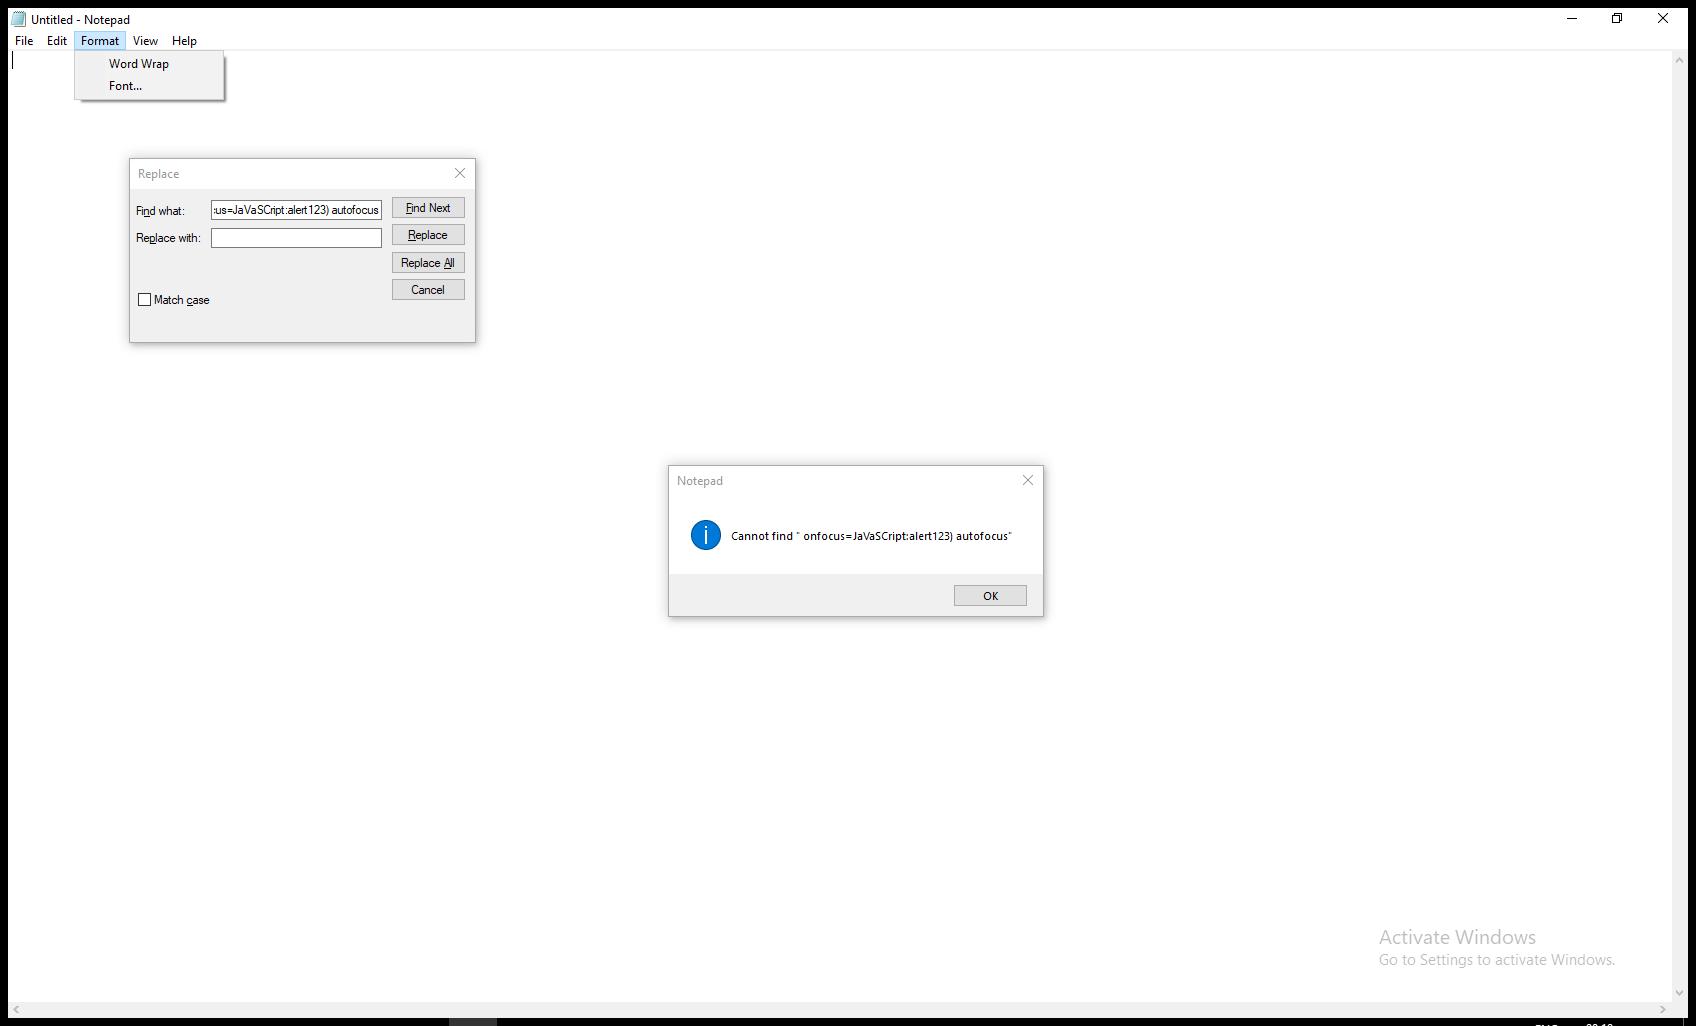 Untitled - Notepad
File Edit Format View Help
Word Wrap
Font...
Replace
Find what: :us=JaVaSCript:alert123) autofocus Find Next
Replace with: Replace
Replace All
Cancel
Match case
Notepad
Cannot find " onfocus=JaVaSCript:alert123) autofocus"
OK
Activate Windows
Go to Settings to activate Windows.